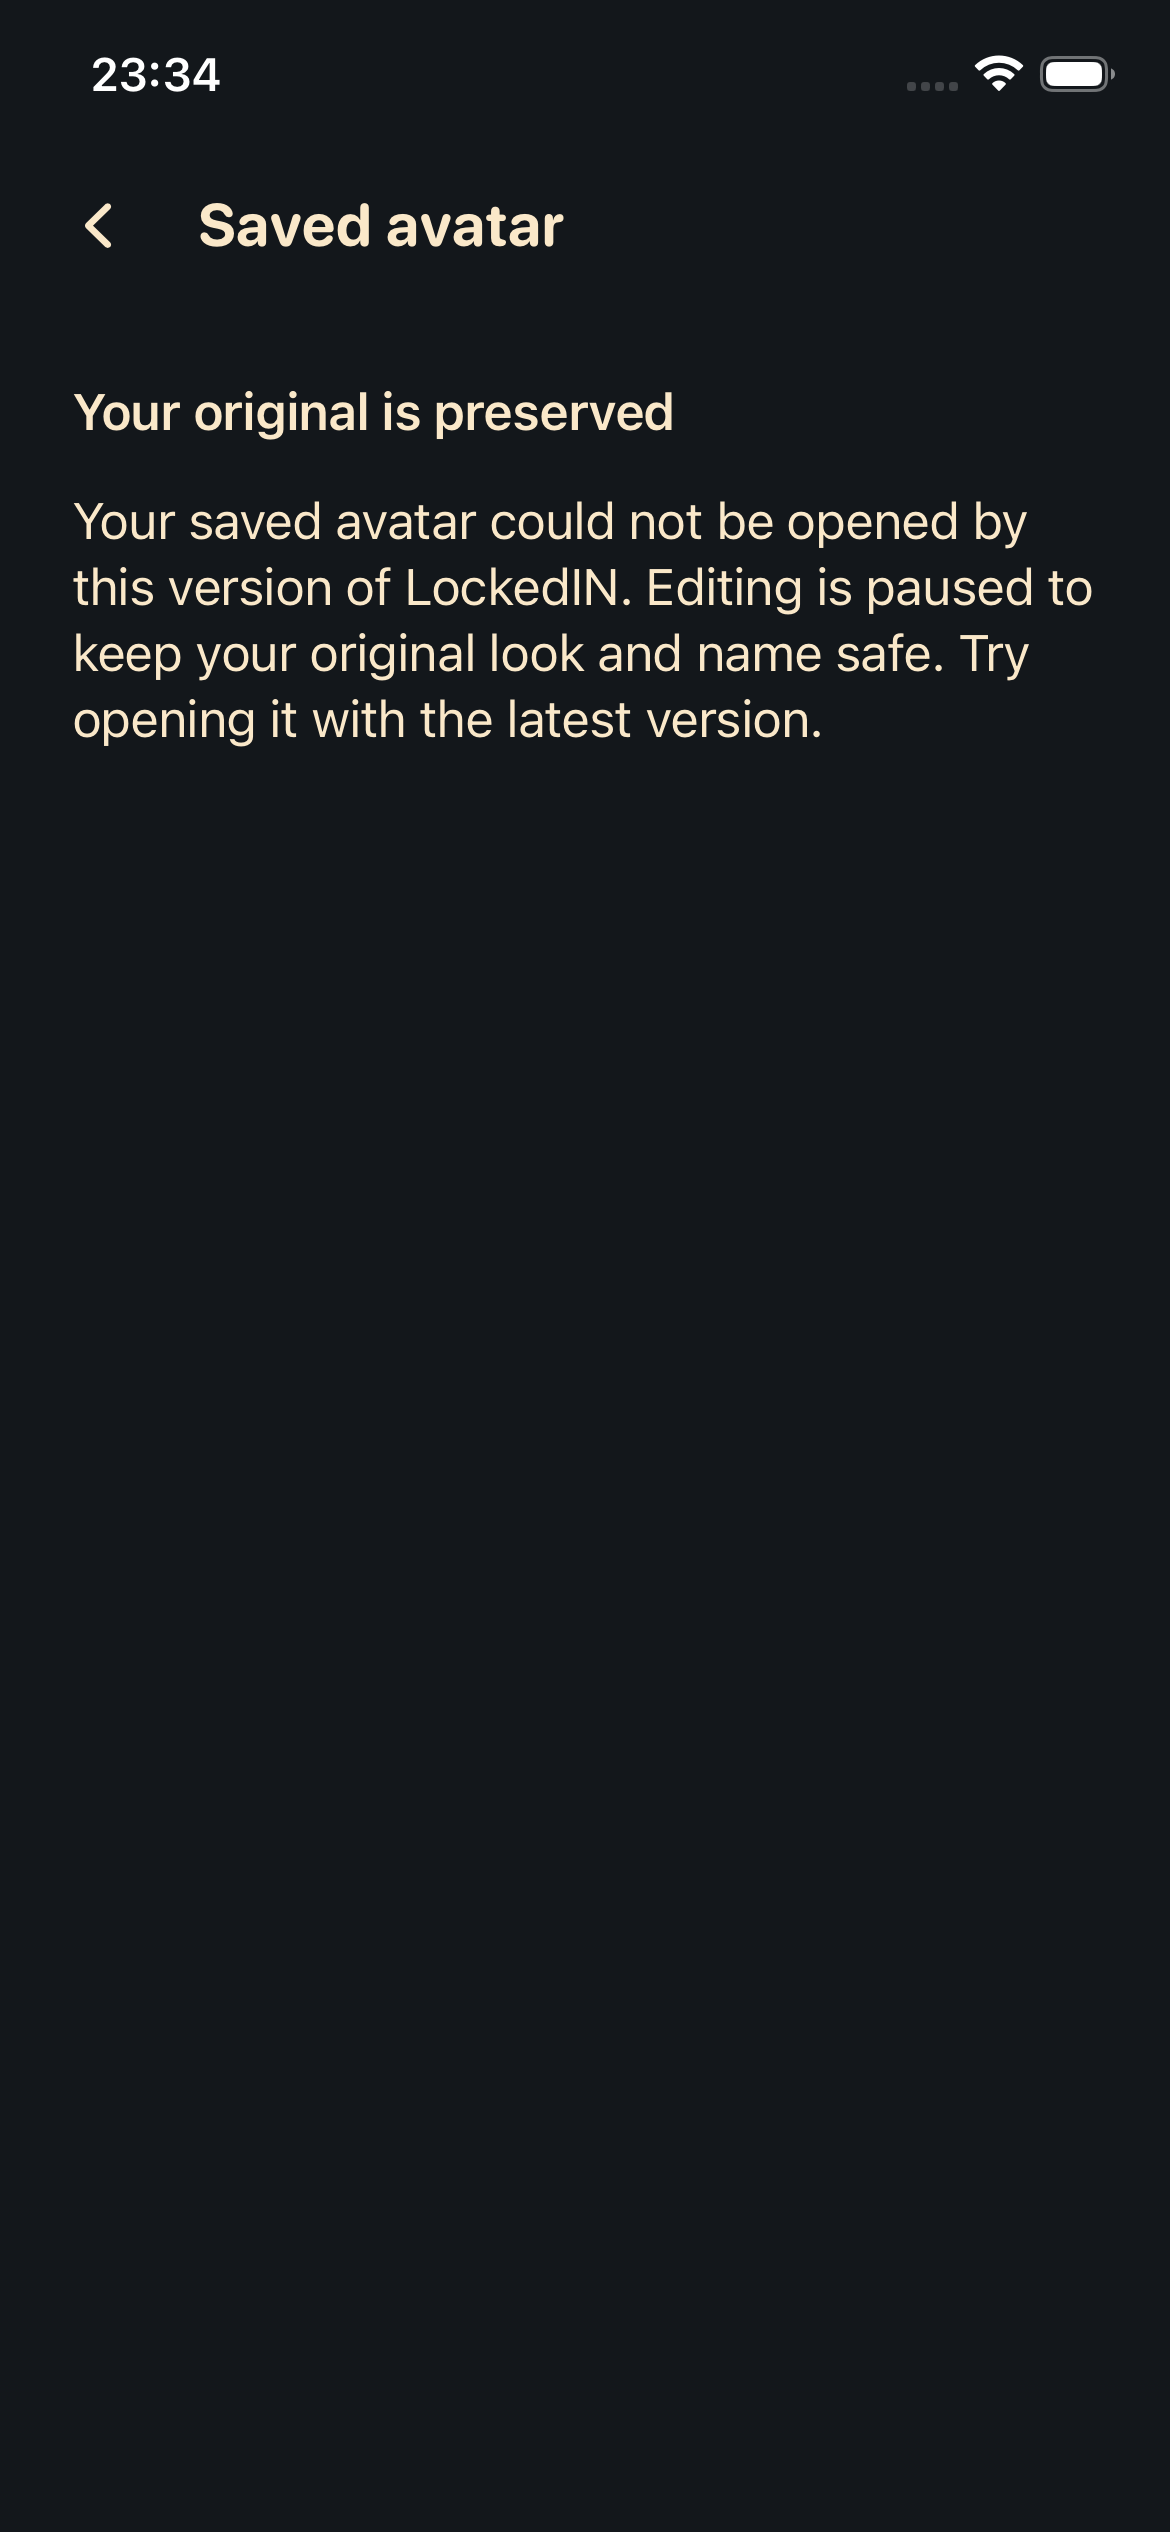 23:34
Saved avatar
Your original is preserved
Your saved avatar could not be opened by
this version of LockedIN. Editing is paused to
keep your original look and name safe. Try
opening it with the latest version.